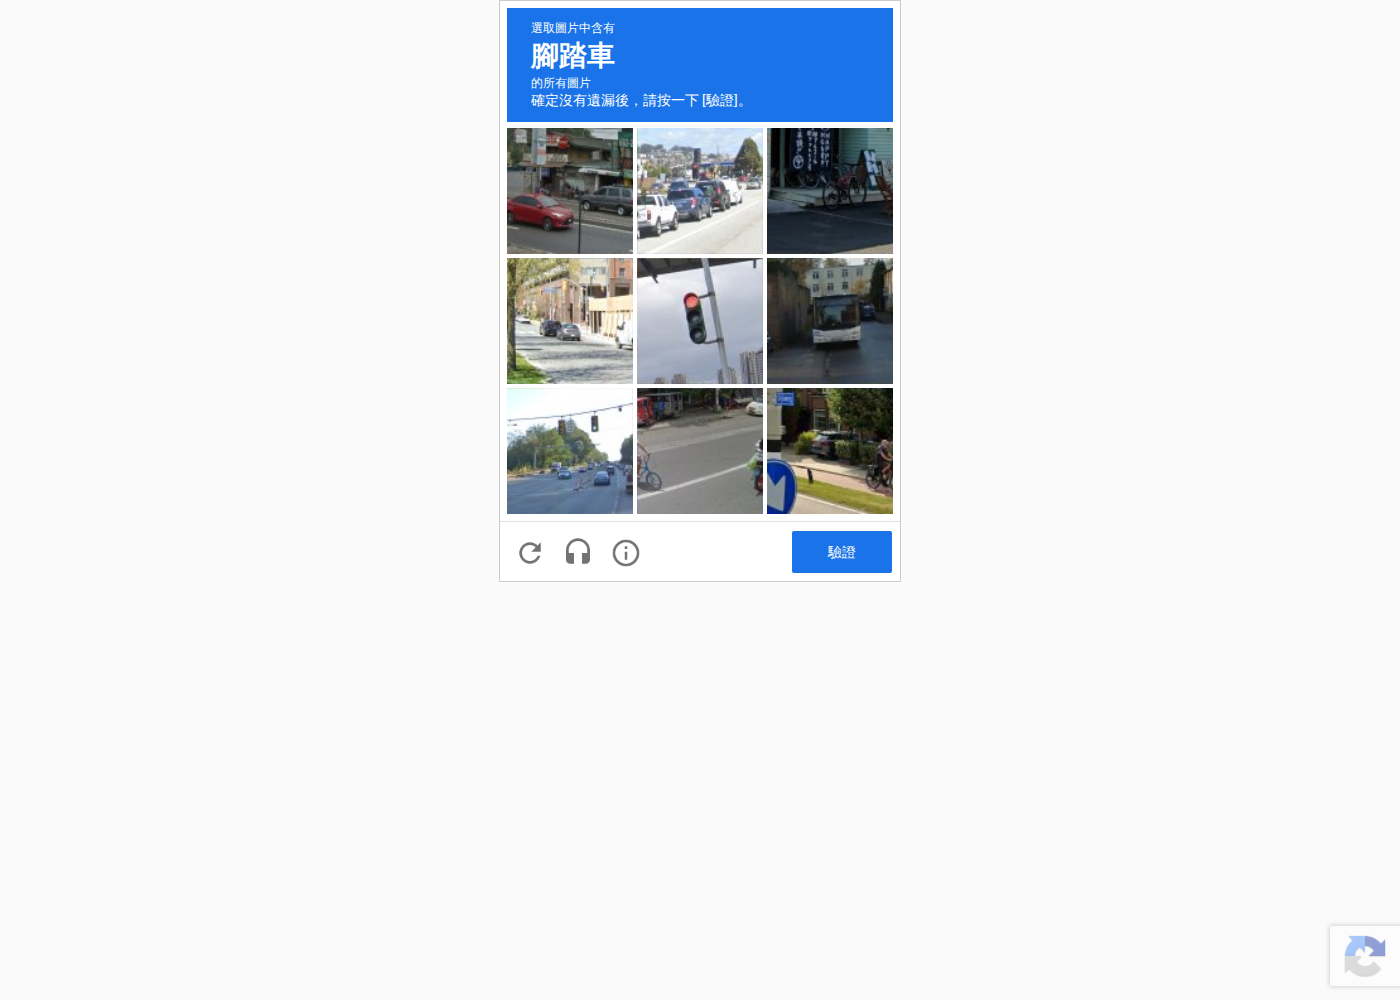 選取圖片中含有
腳踏車
的所有圖片
確定沒有遺漏後，請按一下 [驗證]。
驗證